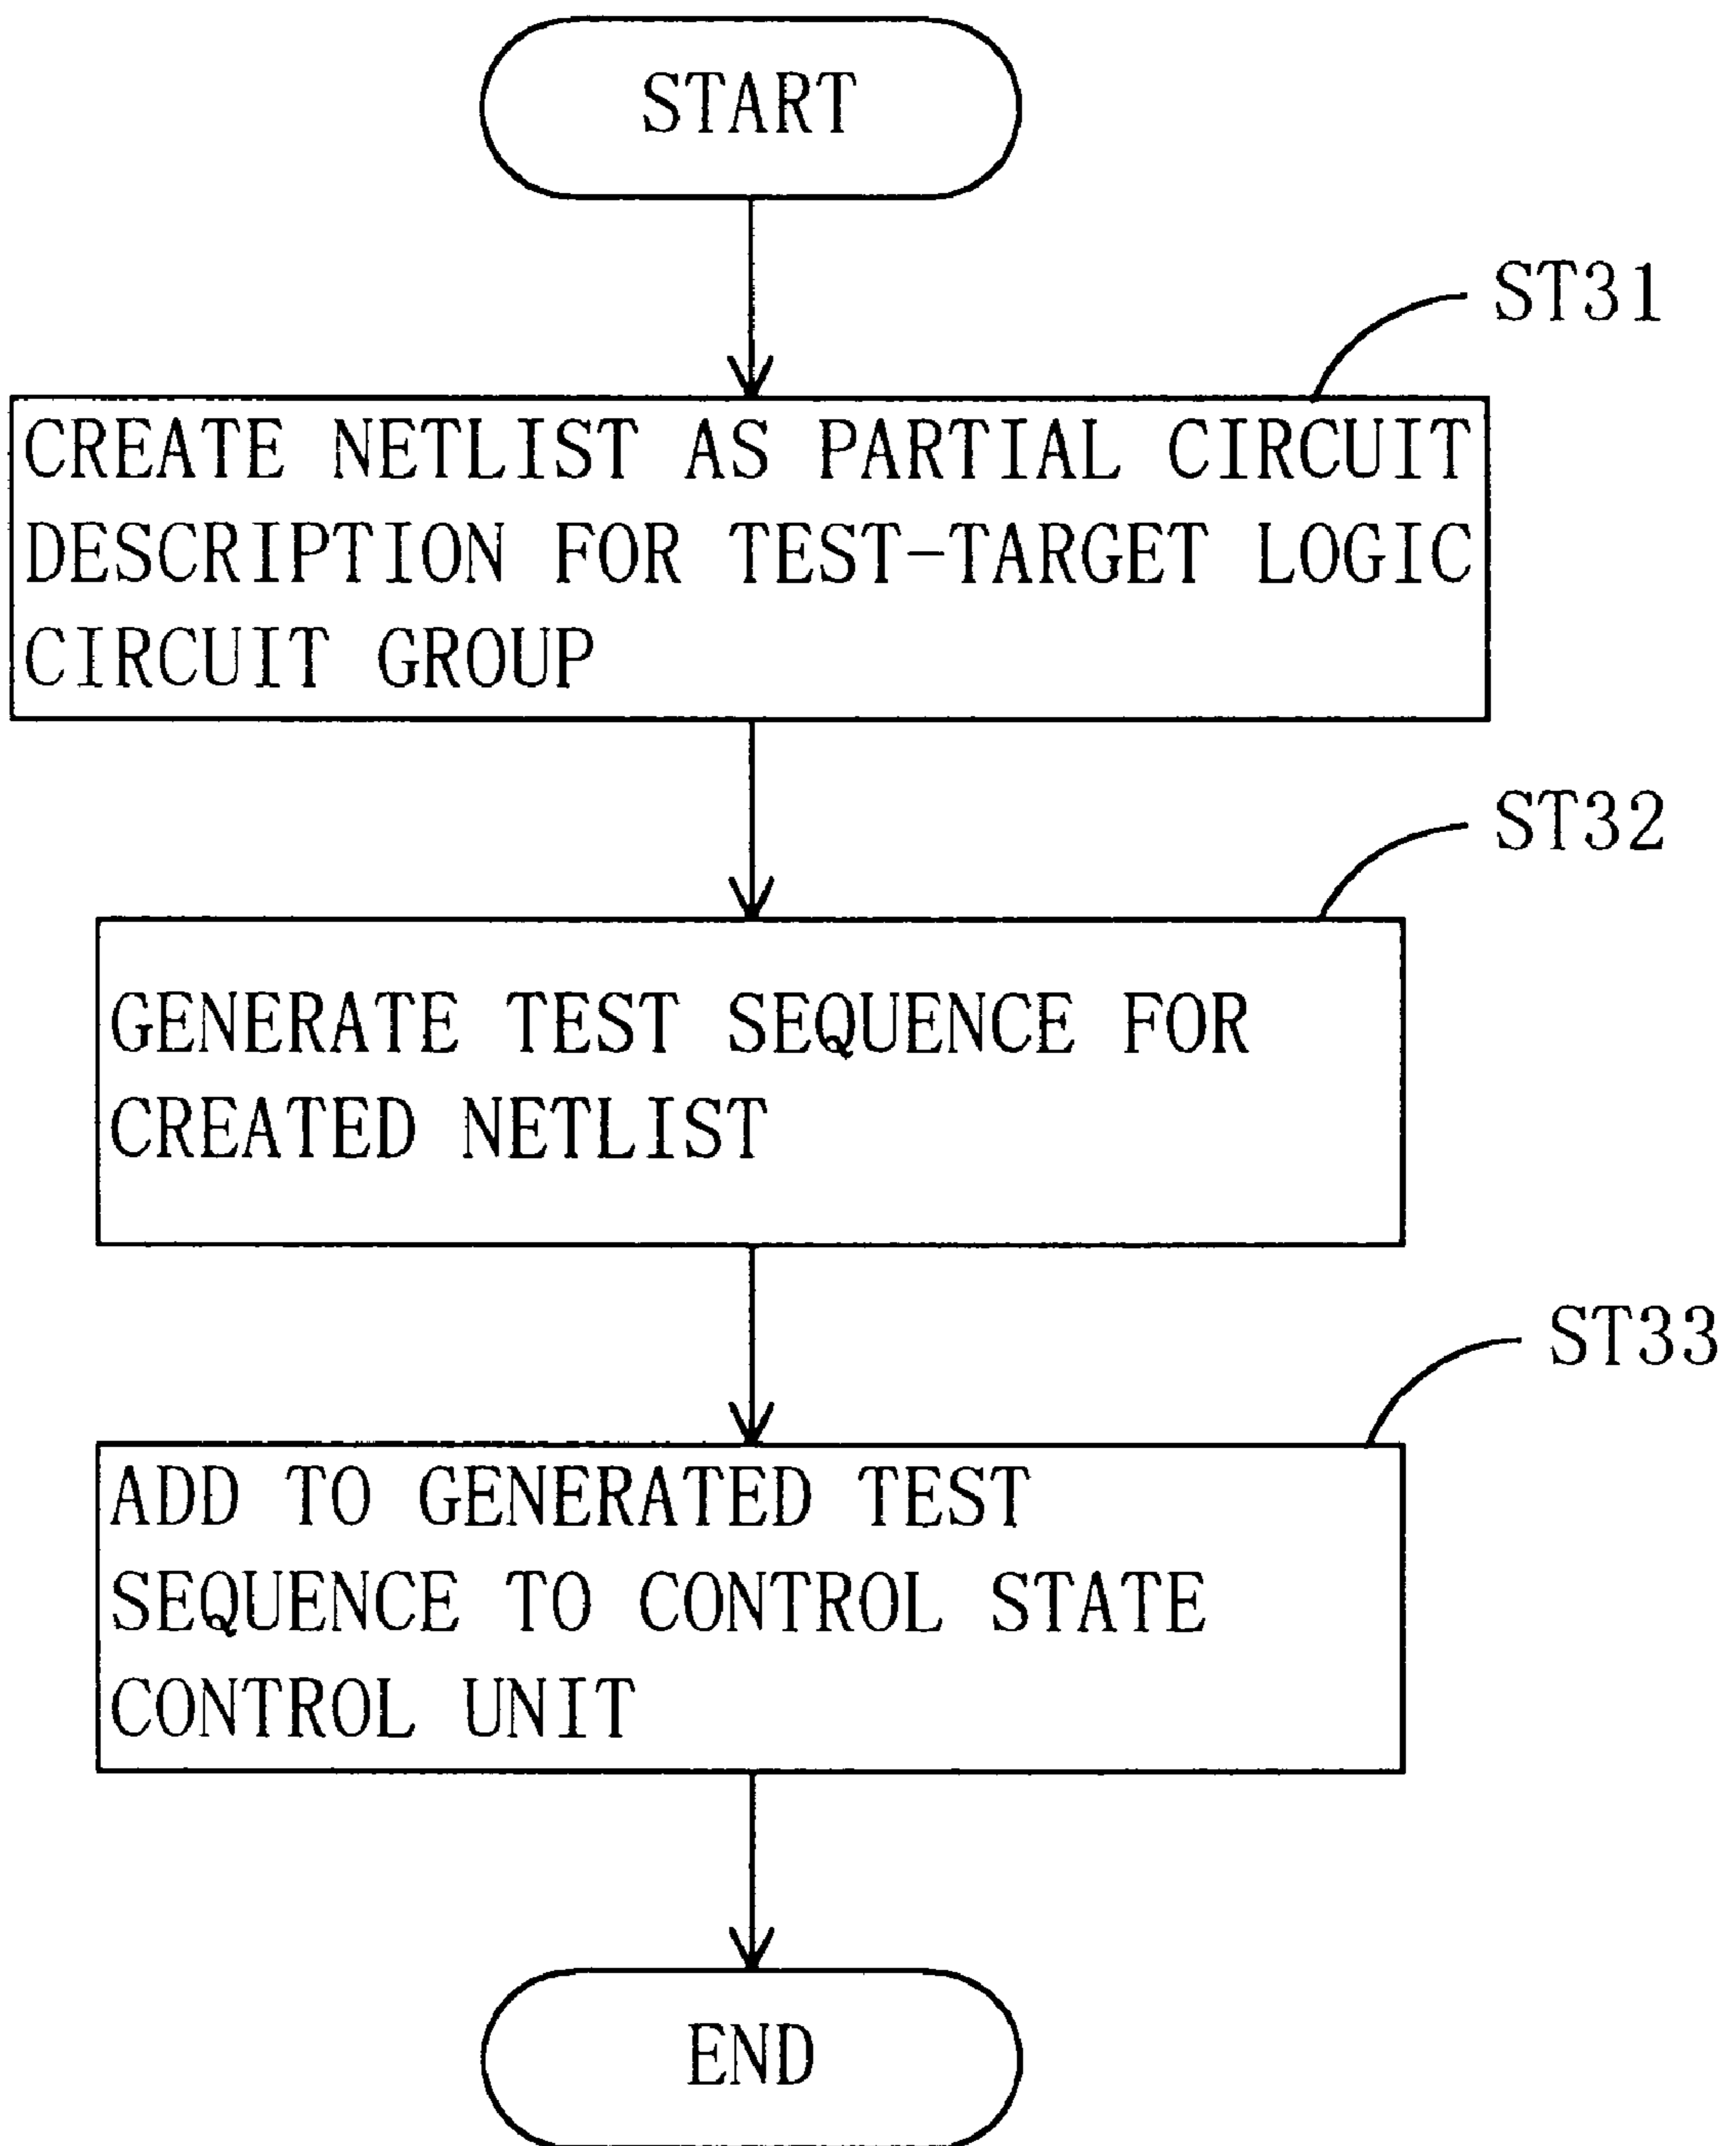 START
ST31
CREATE NETLIST AS PARTIAL CIRCUIT
DESCRIPTION FOR TEST-TARGET LOGIC
CIRCUIT GROUP
ST32
GENERATE TEST SEQUENCE FOR
CREATED NETLIST
ST33
ADD TO GENERATED TEST
SEQUENCE TO CONTROL STATE
CONTROL UNIT
END